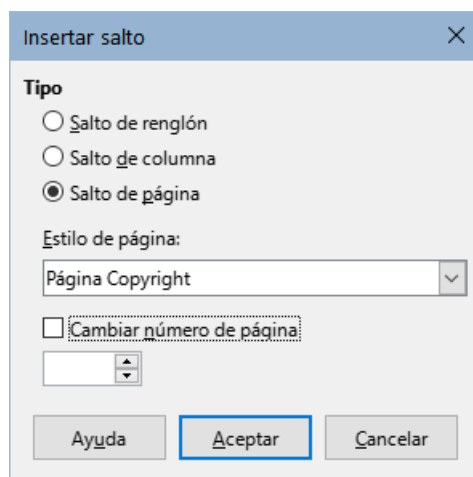 Insertar salto
Tipo
Salto de renglón
Salto de columna
Salto de página
Estilo de página:
Página Copyright
Cambiar número de página
Ayuda Aceptar Cancelar